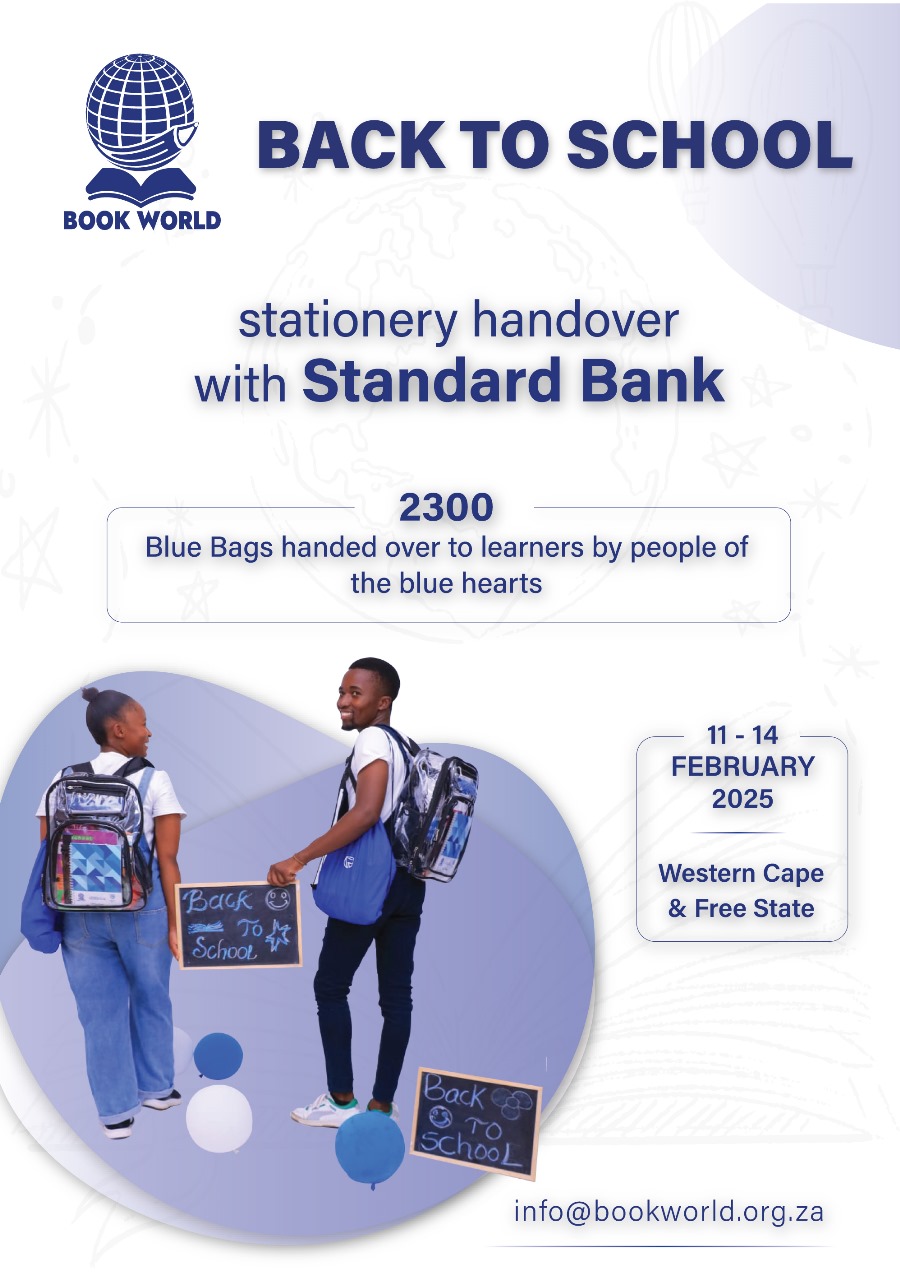 BOOK WORLD
BACK TO SCHOOL
stationery handover
with Standard Bank
2300
Blue Bags handed over to learners by people of
the blue hearts
11 - 14
FEBRUARY
2025
Western Cape
& Free State
Back
To
School
Back
TO
SCHOOL
info@bookworld.org.za